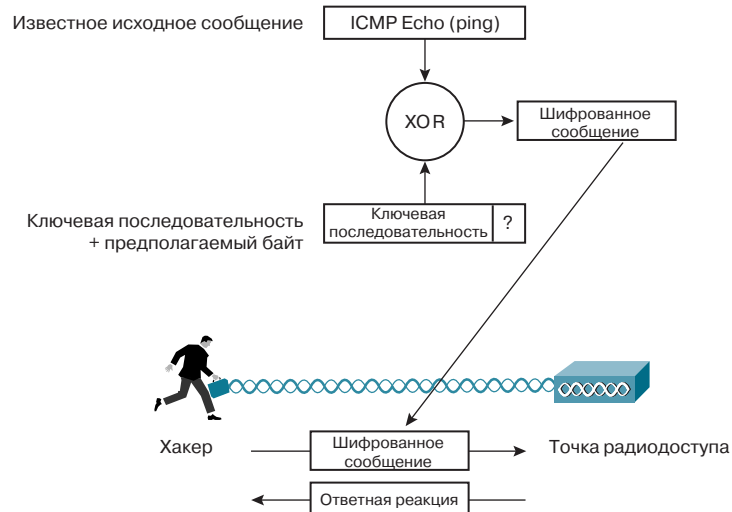 Известное исходное сообщение
ICMP Echo (ping)
XOR
Шифрованное
сообщение
Ключевая последовательность
+ предполагаемый байт
Ключевая
последовательность
?
Хакер
Шифрованное
сообщение
Точка радиодоступа
Ответная реакция